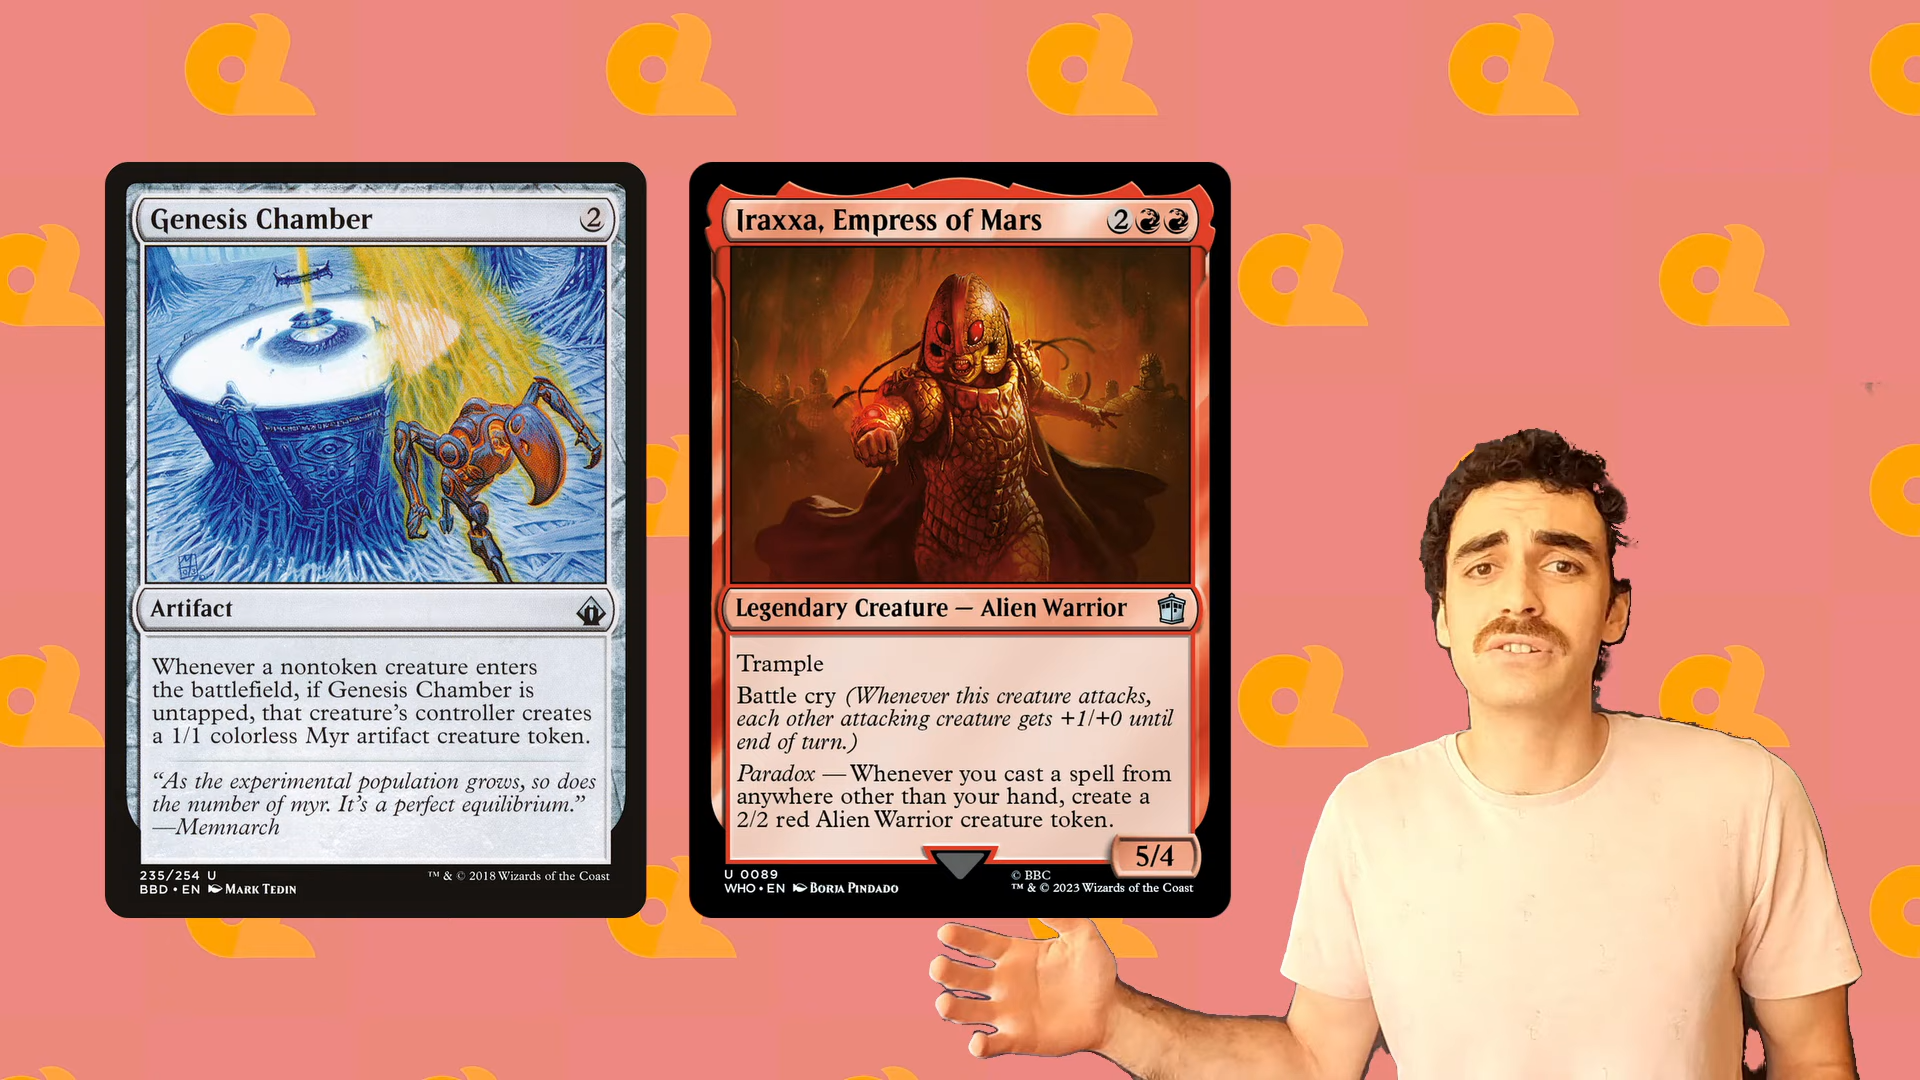 Genesis Chamber
2
Artifact
Whenever a nontoken creature enters
the battlefield, if Genesis Chamber is
untapped, that creature's controller creates
a 1/1 colorless Myr artifact creature token.
“As the experimental population grows, so does
the number of myr. It's a perfect equilibrium.”
—Memnarch
235/254 U
BBD • EN Mark Tedin
™ & © 2018 Wizards of the Coast
Iraxxa, Empress of Mars
2
Legendary Creature — Alien Warrior
Trample
Battle cry (Whenever this creature attacks,
each other attacking creature gets +1/+0 until
end of turn.)
Paradox — Whenever you cast a spell from
anywhere other than your hand, create a
2/2 red Alien Warrior creature token.
5/4
U 0089
WHO • EN Borja Pindado
© BBC
™ & © 2023 Wizards of the Coast